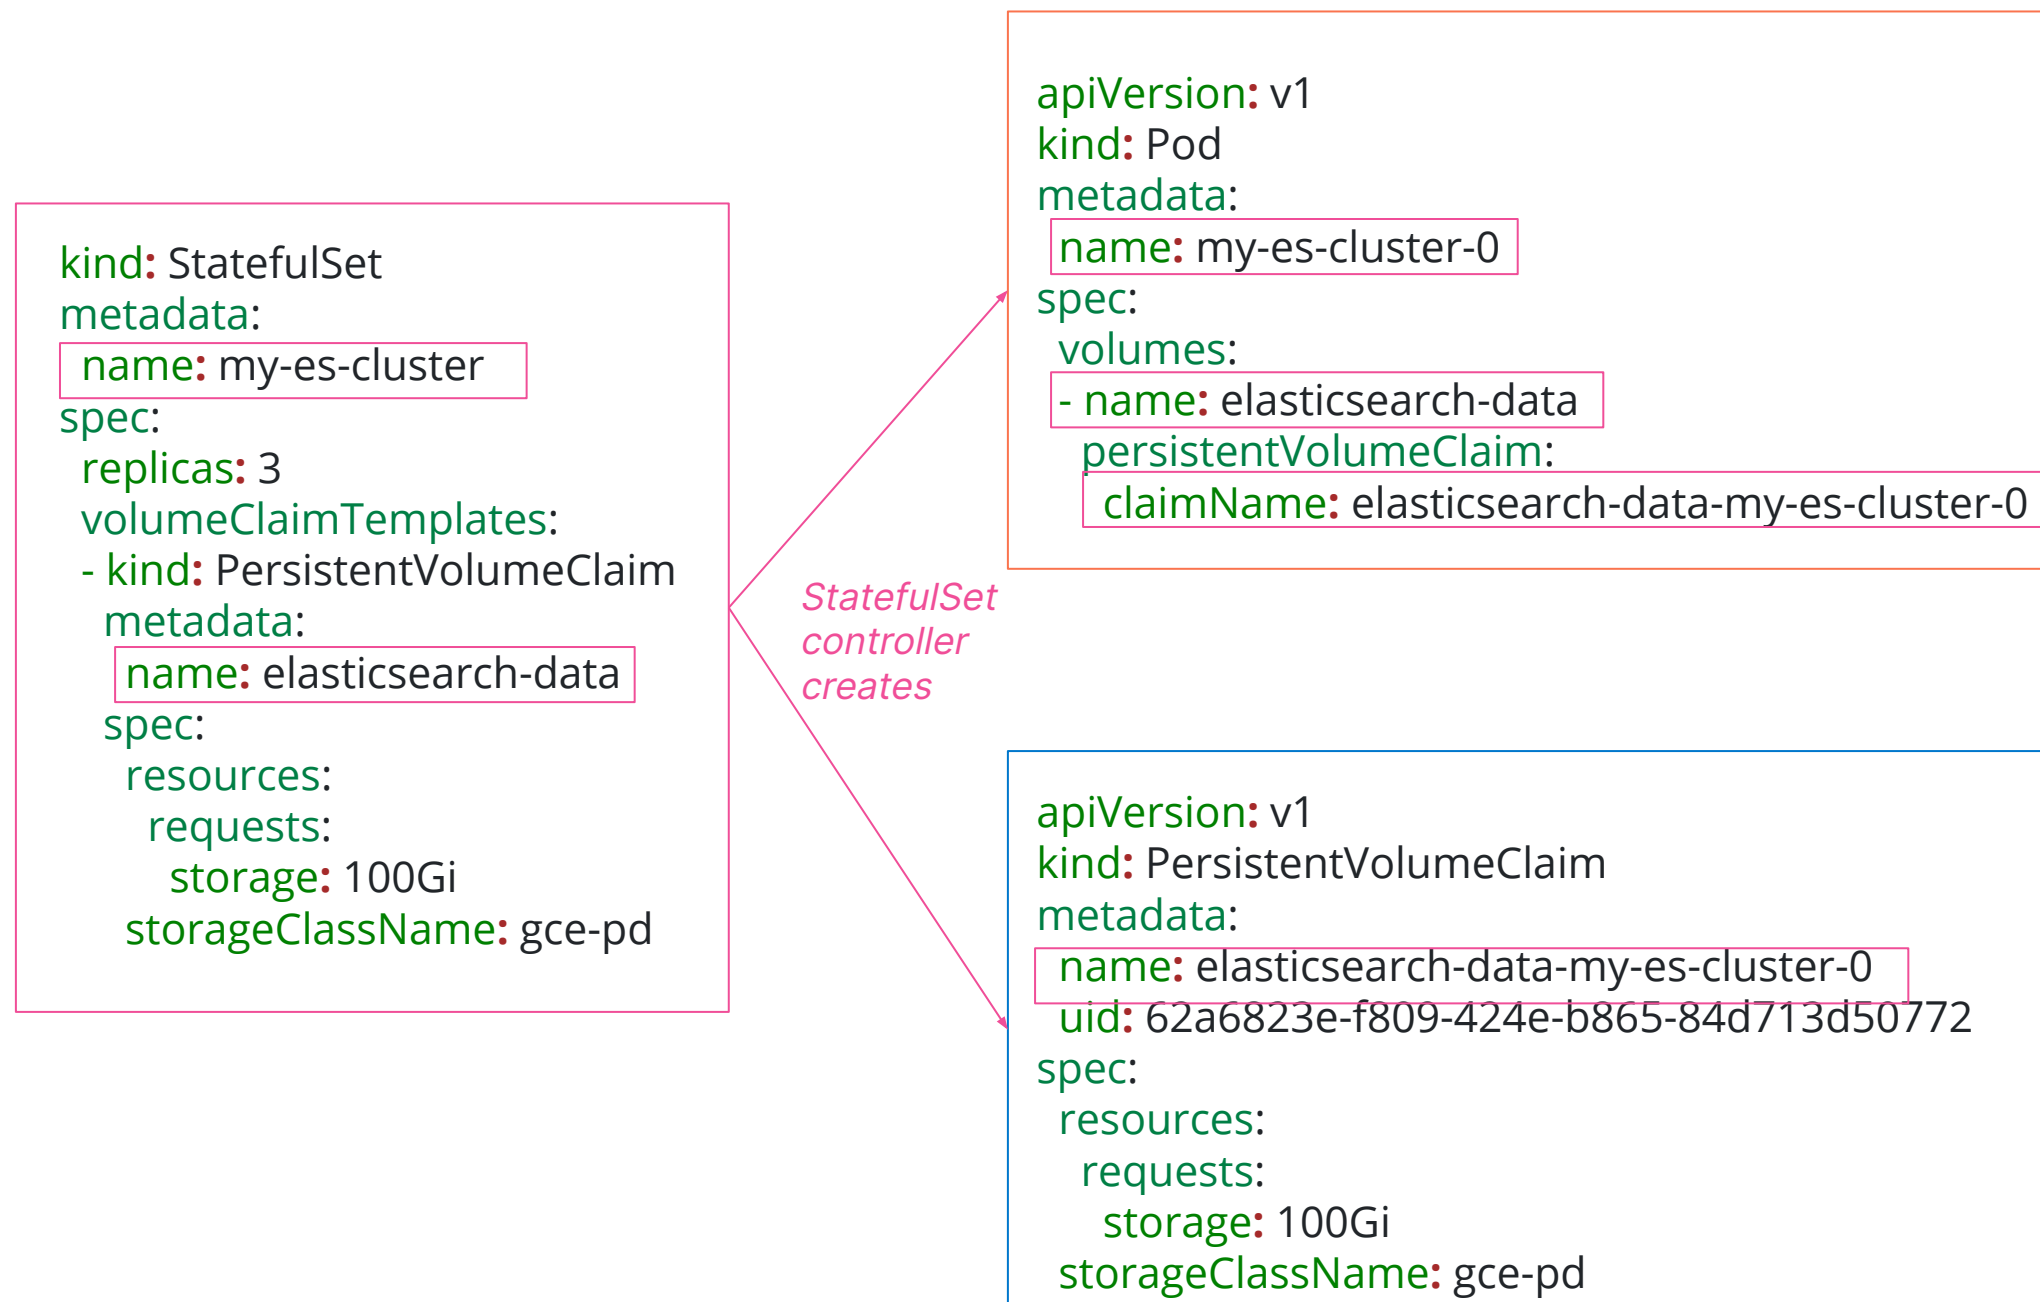 kind: StatefulSet
metadata:
name: my-es-cluster
spec:
replicas: 3
volumeClaimTemplates:
- kind: PersistentVolumeClaim
metadata:
name: elasticsearch-data
spec:
resources:
requests:
storage: 100Gi
storageClassName: gce-pd
StatefulSet
controller
creates
apiVersion: v1
kind: Pod
metadata:
name: my-es-cluster-0
spec:
volumes:
- name: elasticsearch-data
persistentVolumeClaim:
claimName: elasticsearch-data-my-es-cluster-0
apiVersion: v1
kind: PersistentVolumeClaim
metadata:
name: elasticsearch-data-my-es-cluster-0
uid: 62a6823e-f809-424e-b865-84d713d50772
spec:
resources:
requests:
storage: 100Gi
storageClassName: gce-pd